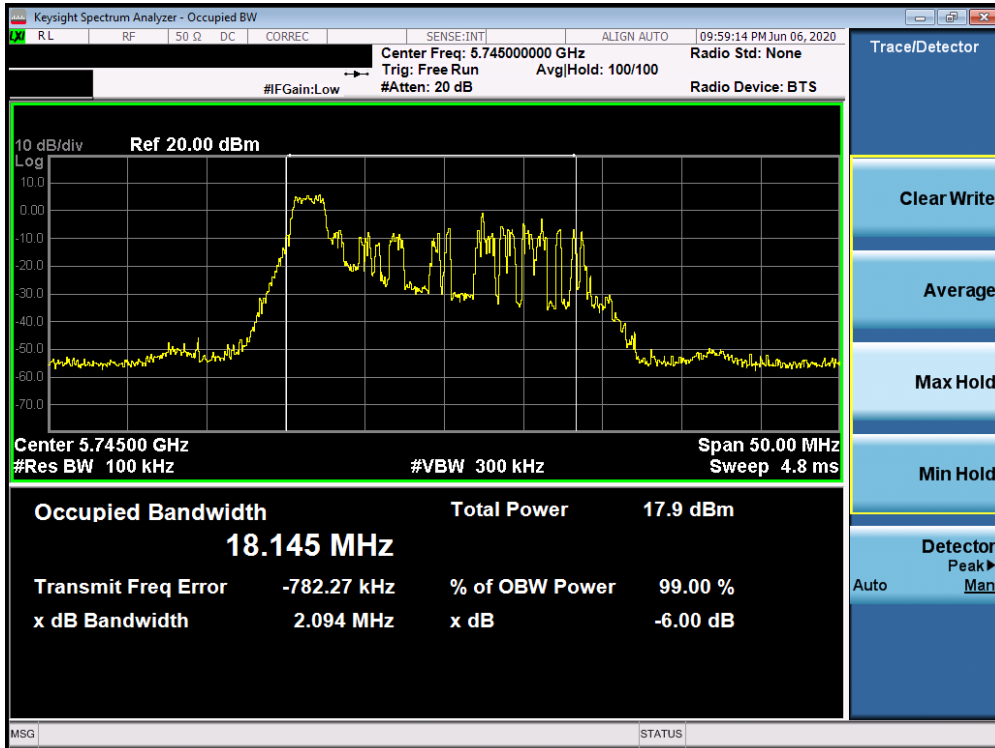 Keysight Spectrum Analyzer - Occupied BW
LXI RL RF 50 Ω DC CORREC SENSE:INT ALIGN AUTO 09:59:14 PM Jun 06, 2020
Center Freq: 5.745000000 GHz Radio Std: None
Trig: Free Run Avg|Hold: 100/100
#IFGain:Low #Atten: 20 dB Radio Device: BTS
Trace/Detector
10 dB/div Ref 20.00 dBm
Log
10.0
0.00
-10.0
-20.0
-30.0
-40.0
-50.0
-60.0
-70.0
Center 5.74500 GHz Span 50.00 MHz
#Res BW 100 kHz #VBW 300 kHz Sweep 4.8 ms
Occupied Bandwidth Total Power 17.9 dBm
18.145 MHz
Transmit Freq Error -782.27 kHz % of OBW Power 99.00 %
x dB Bandwidth 2.094 MHz x dB -6.00 dB
Clear Write
Average
Max Hold
Min Hold
Detector
Peak▶
Auto Man
MSG STATUS